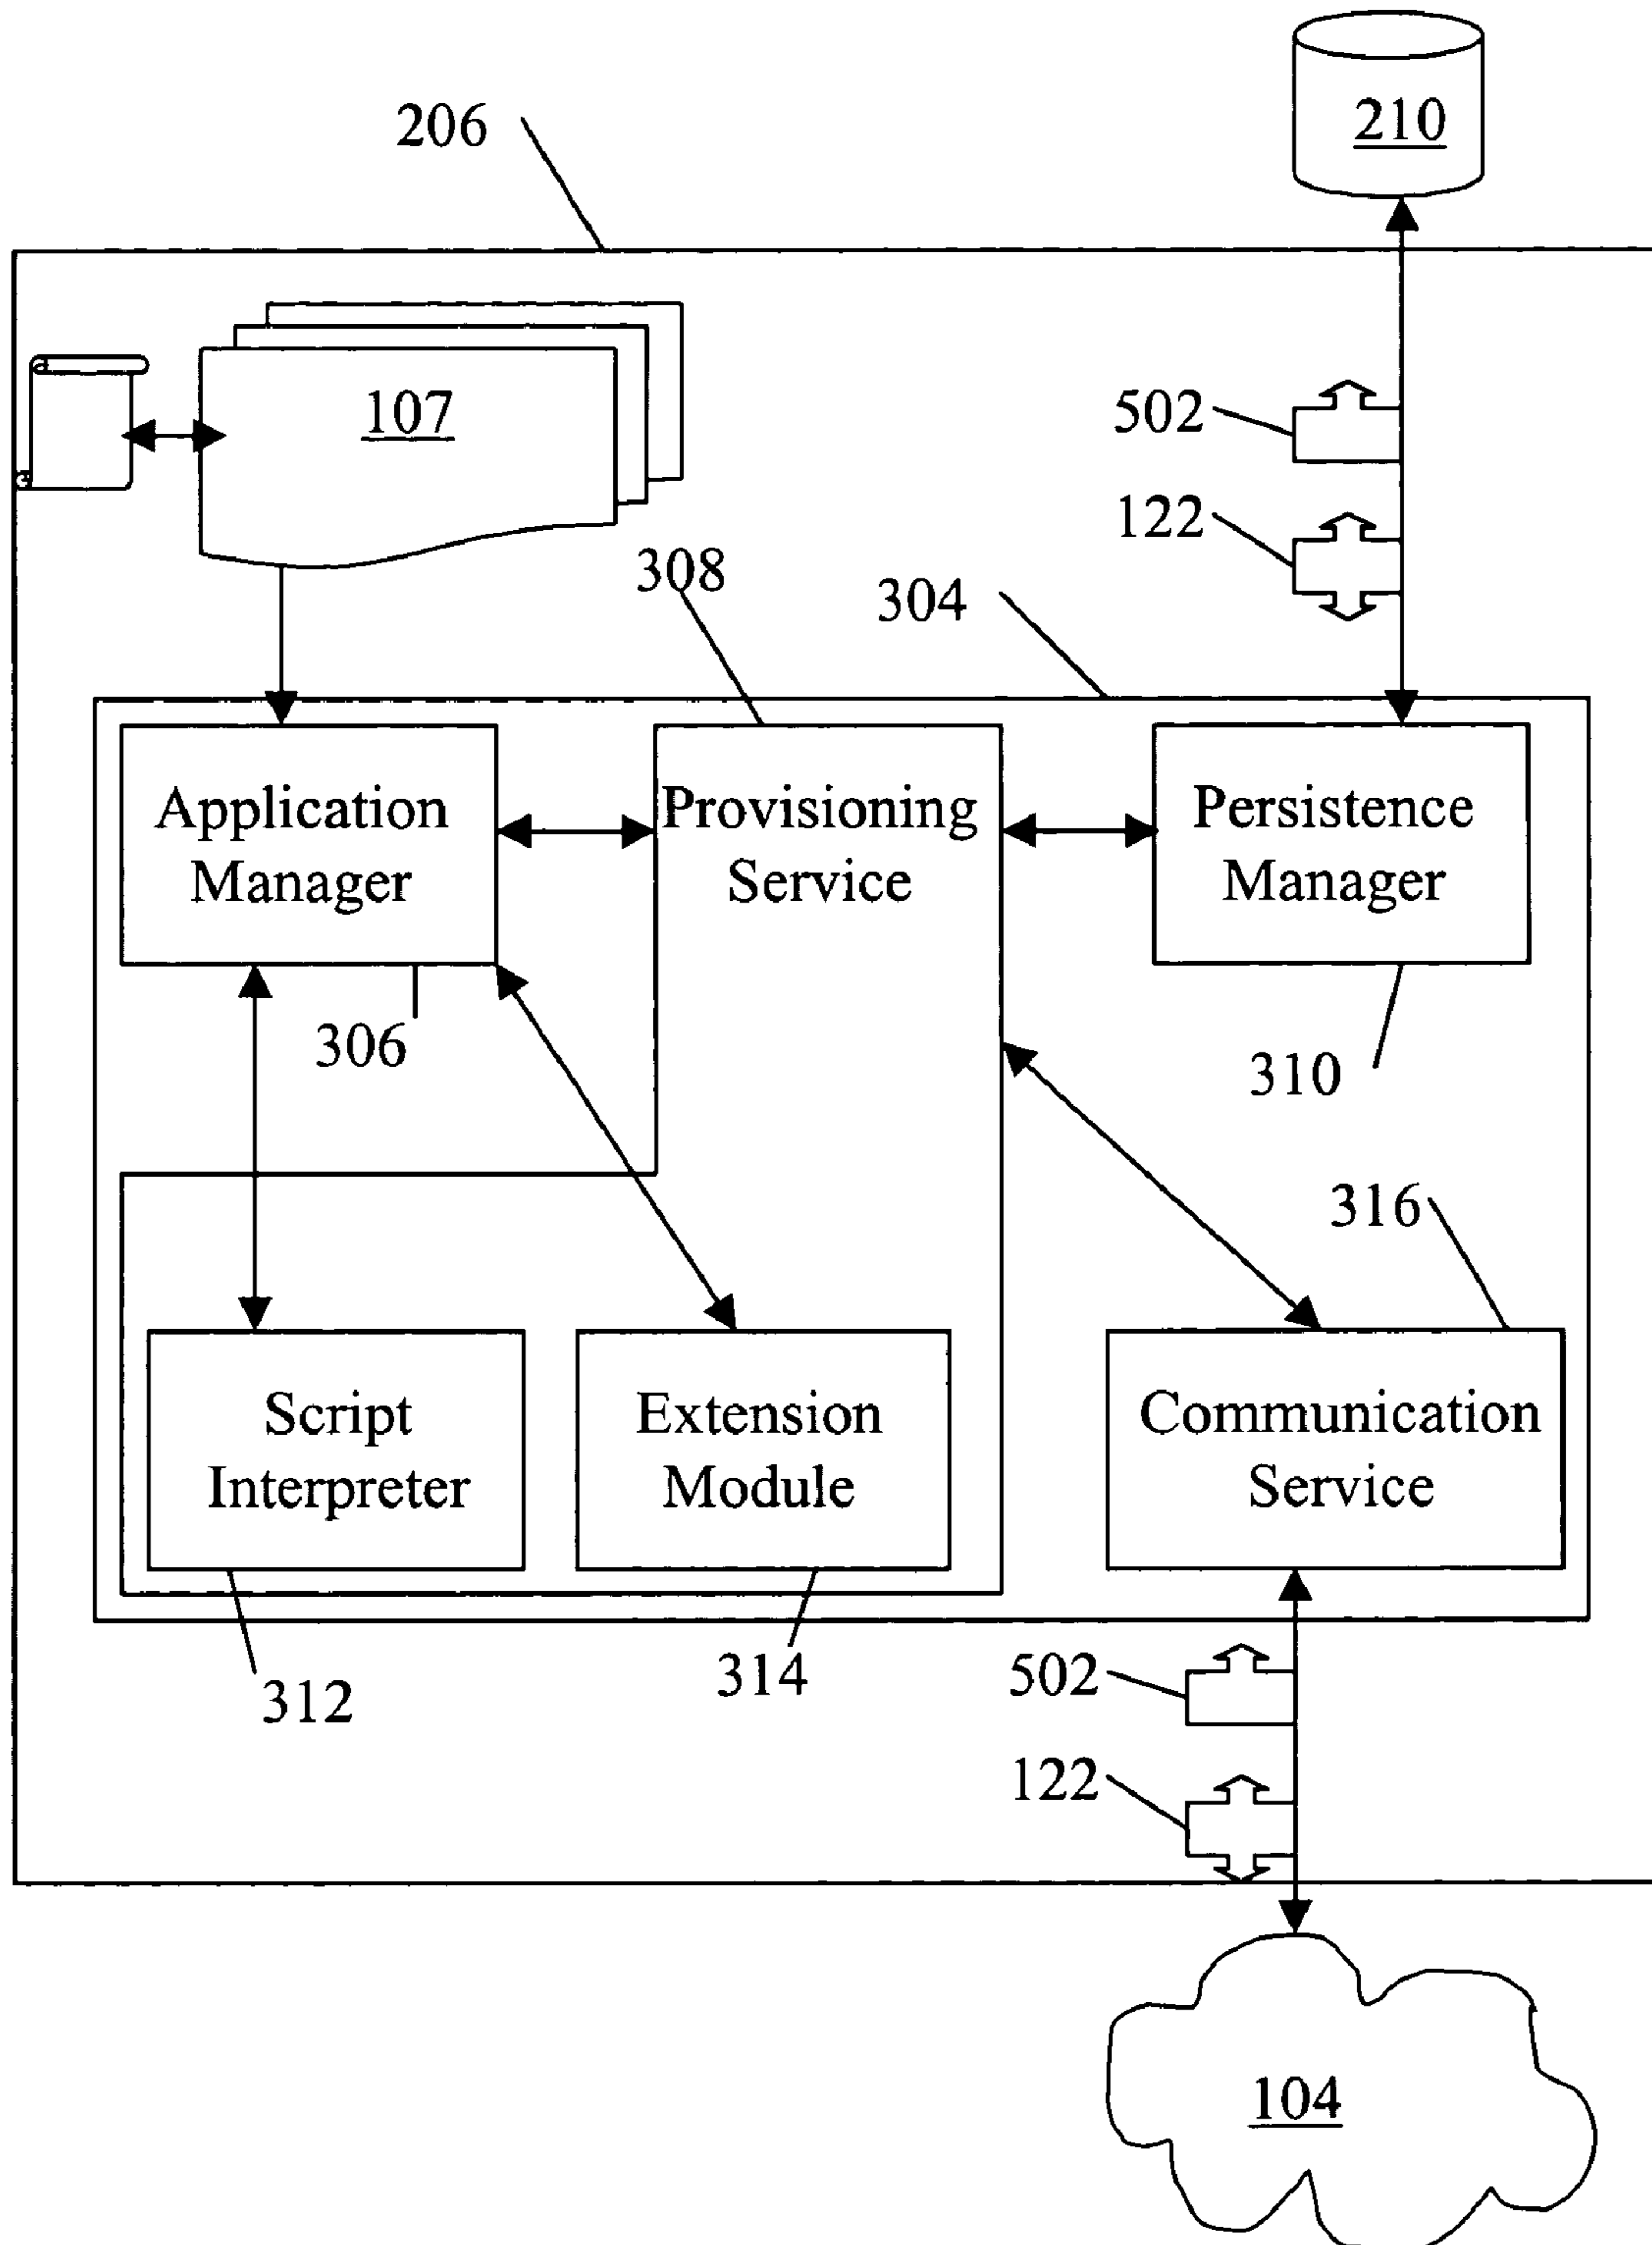 210
206
107
502
122
308
304
Application
Manager
Provisioning
Service
Persistence
Manager
306
310
316
Script
Interpreter
Extension
Module
Communication
Service
312
314
502
122
104